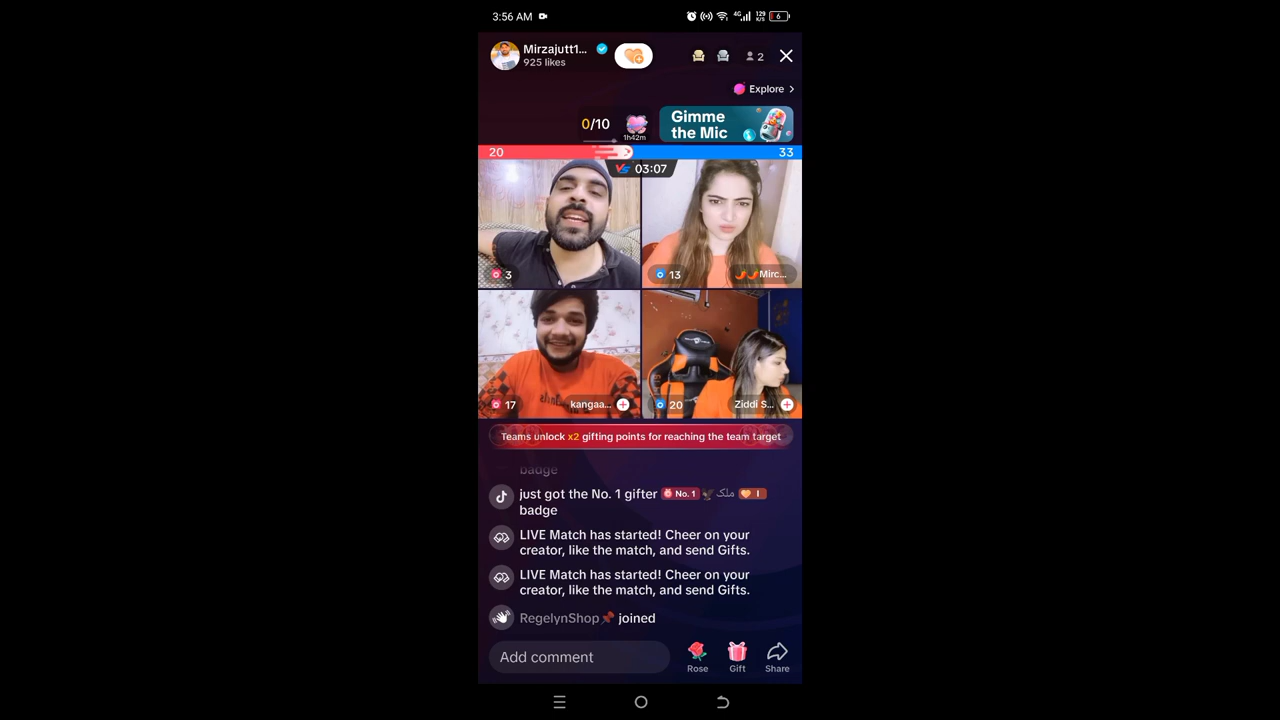 3:56 AM
4G
129
K/S
6
Mirzajutt1...
925 likes
2
Explore
0/10
1h42m
Gimme
the Mic
20
33
VS 03:07
3
13
Mirc...
17
kangaa...
20
Ziddi S...
Teams unlock x2 gifting points for reaching the team target
badge
just got the No. 1 gifter No. 1 ملک I
badge
LIVE Match has started! Cheer on your
creator, like the match, and send Gifts.
LIVE Match has started! Cheer on your
creator, like the match, and send Gifts.
RegelynShop joined
Add comment
Rose
Gift
Share